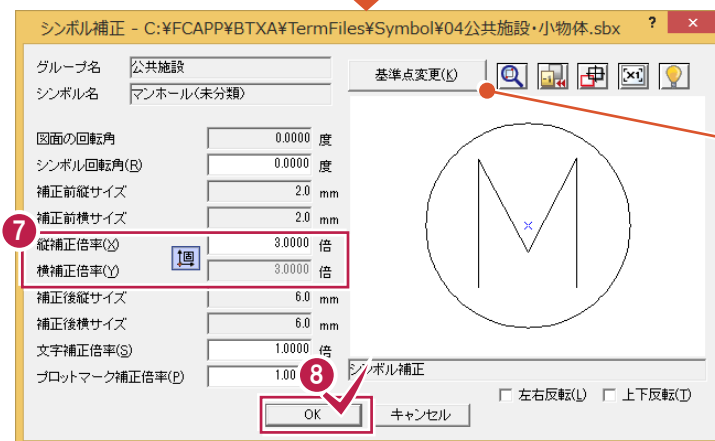 シンボル補正 - C:¥FCAPP¥BTXA¥TermFiles¥Symbol¥04公共施設・小物体.sbx ? ×
グループ名 公共施設
シンボル名 マンホール(未分類)
基準点変更(K)
図面の回転角 0.0000 度
シンボル回転角(R) 0.0000 度
補正前縦サイズ 2.0 mm
補正前横サイズ 2.0 mm
7
縦補正倍率(X) 固 3.0000 倍
横補正倍率(Y) 3.0000 倍
補正後縦サイズ 6.0 mm
補正後横サイズ 6.0 mm
文字補正倍率(S) 1.0000 倍
プロットマーク補正倍率(P) 1.00
×1
M
シンボル補正
左右反転(L) 上下反転(T)
8
OK キャンセル